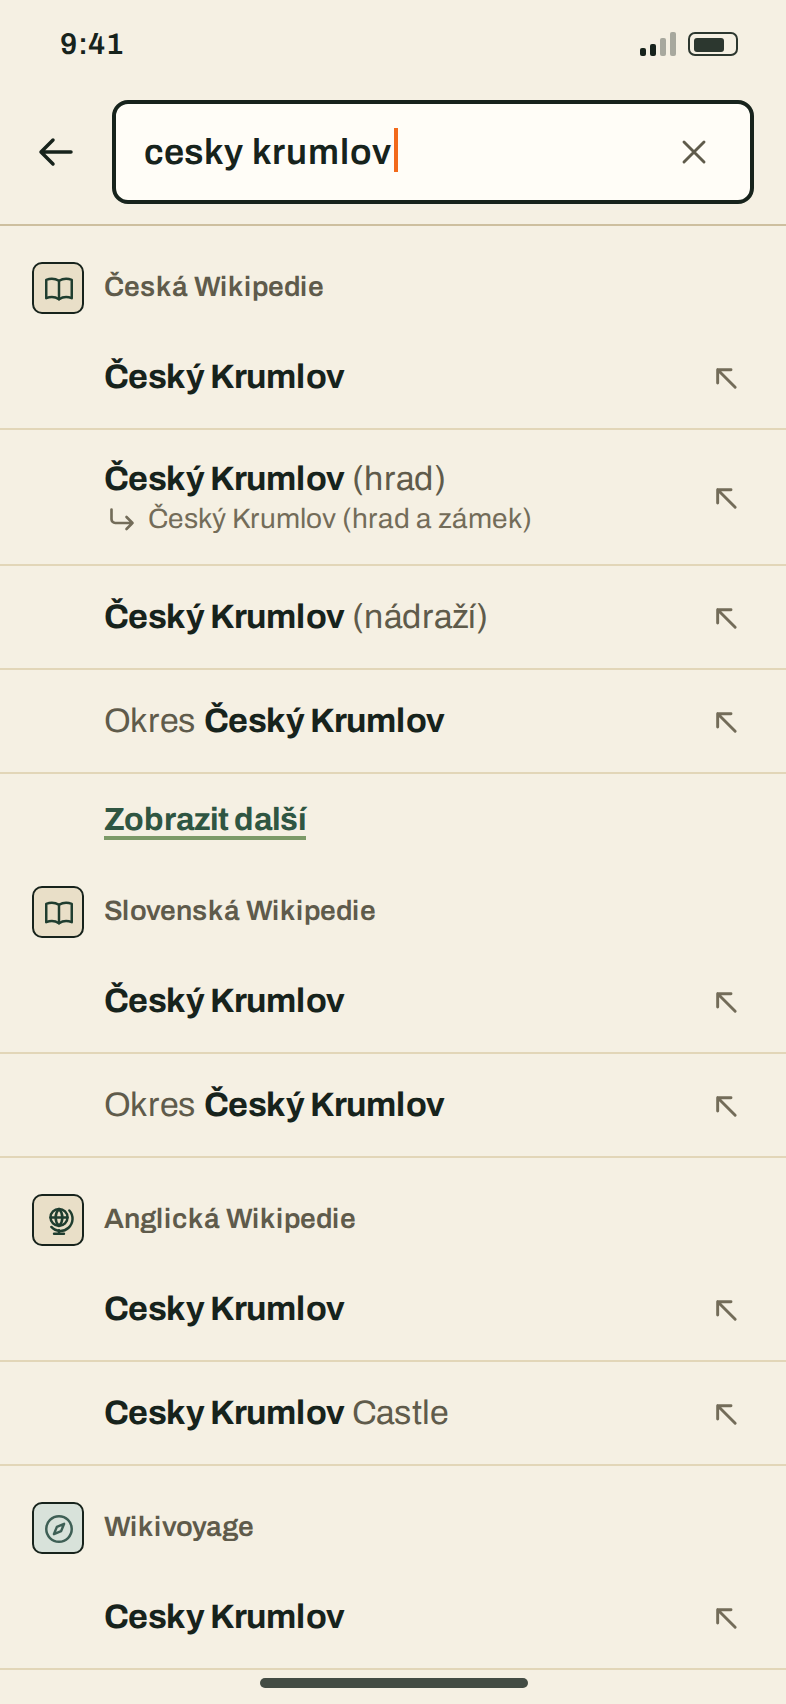 9:41
cesky krumlov
Česká Wikipedie
Český Krumlov
Český Krumlov (hrad)
Český Krumlov (hrad a zámek)
Český Krumlov (nádraží)
Okres Český Krumlov
Zobrazit další
Slovenská Wikipedie
Český Krumlov
Okres Český Krumlov
Anglická Wikipedie
Cesky Krumlov
Cesky Krumlov Castle
Wikivoyage
Cesky Krumlov